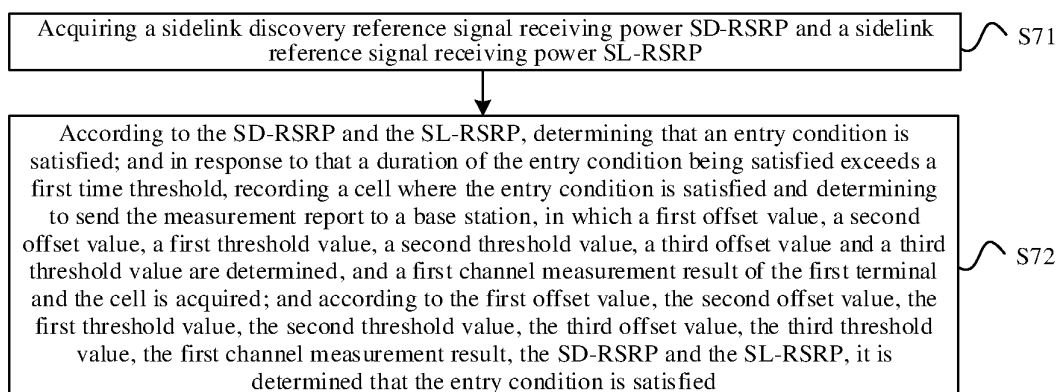 Acquiring a sidelink discovery reference signal receiving power SD-RSRP and a sidelink
reference signal receiving power SL-RSRP
S71
According to the SD-RSRP and the SL-RSRP, determining that an entry condition is
satisfied; and in response to that a duration of the entry condition being satisfied exceeds a
first time threshold, recording a cell where the entry condition is satisfied and determining
to send the measurement report to a base station, in which a first offset value, a second
offset value, a first threshold value, a second threshold value, a third offset value and a third
threshold value are determined, and a first channel measurement result of the first terminal
and the cell is acquired; and according to the first offset value, the second offset value, the
first threshold value, the second threshold value, the third offset value, the third threshold
value, the first channel measurement result, the SD-RSRP and the SL-RSRP, it is
determined that the entry condition is satisfied
S72